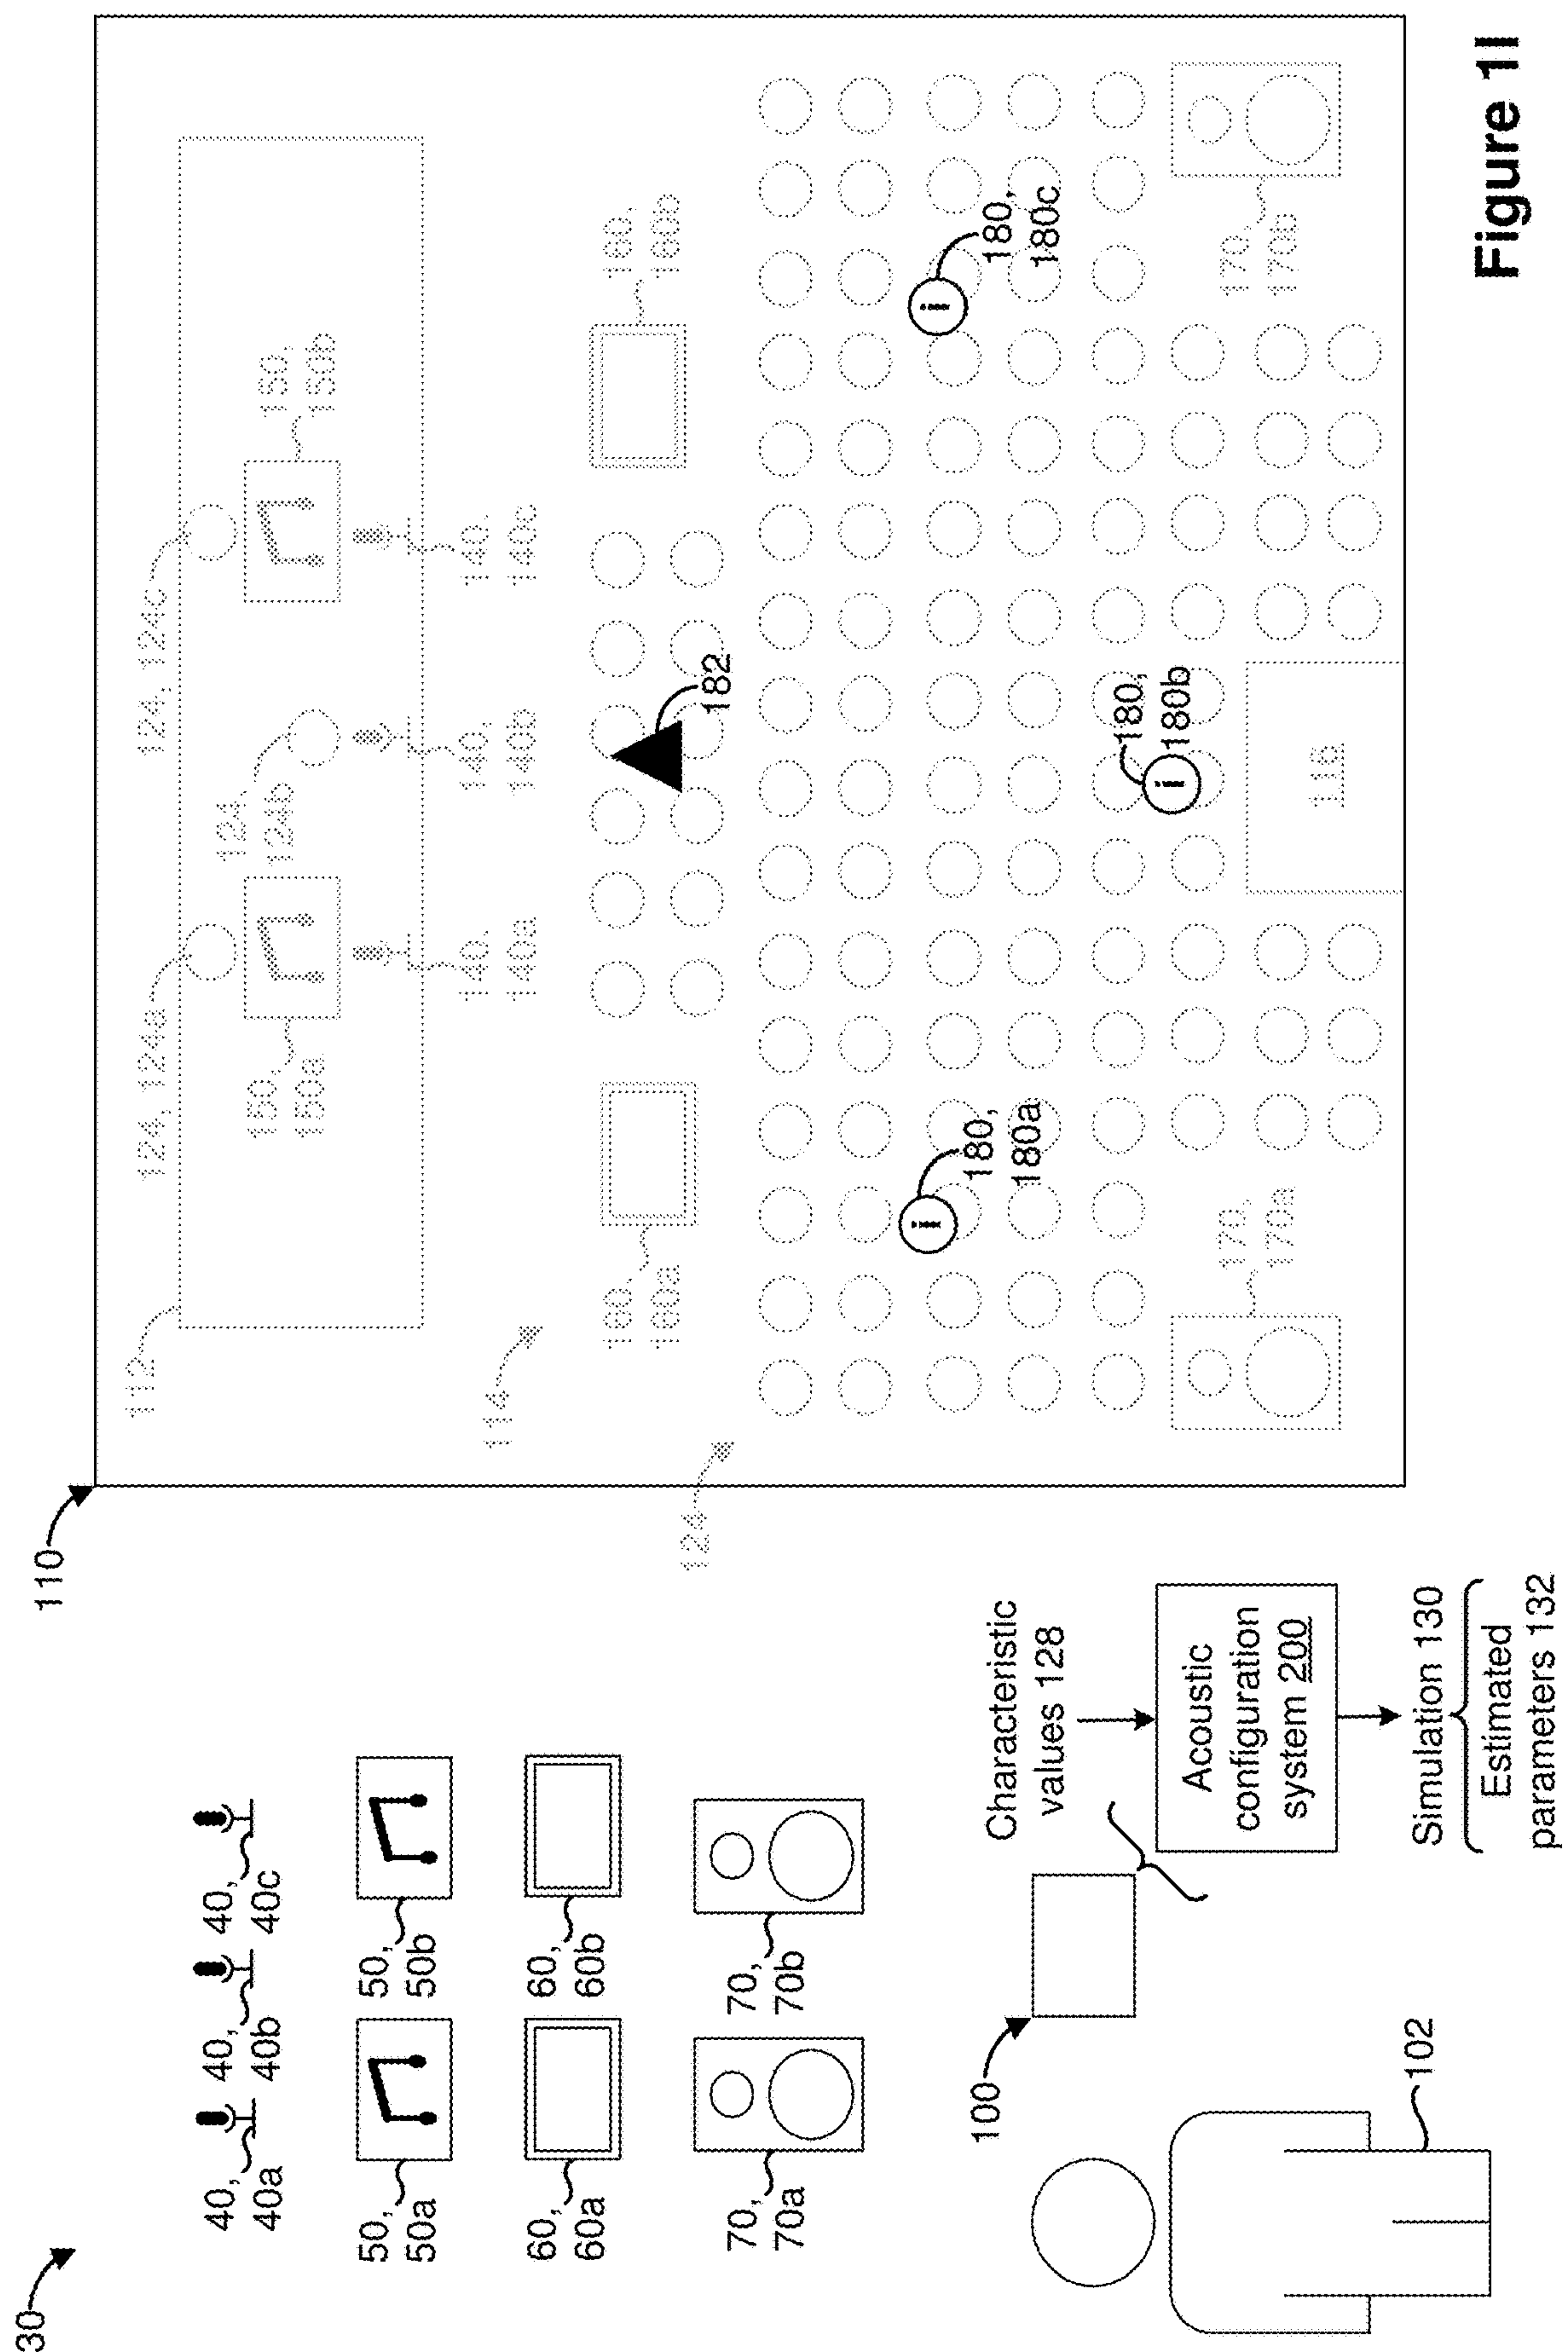 30
40,
40a
40,
40b
40,
40c
50,
50a
50,
50b
60,
60a
60,
60b
70,
70a
70,
70b
100
102
Characteristic
values 128
Acoustic
configuration
system 200
Simulation 130
Estimated
parameters 132
110
112
124, 124a
124, 124c
150,
150a
124,
124b
150,
150b
140,
140a
140,
140b
140,
140c
114
160,
160a
160,
160b
182
124
180,
180a
180,
180b
180,
180c
170,
170a
116
170,
170b
Figure 1I